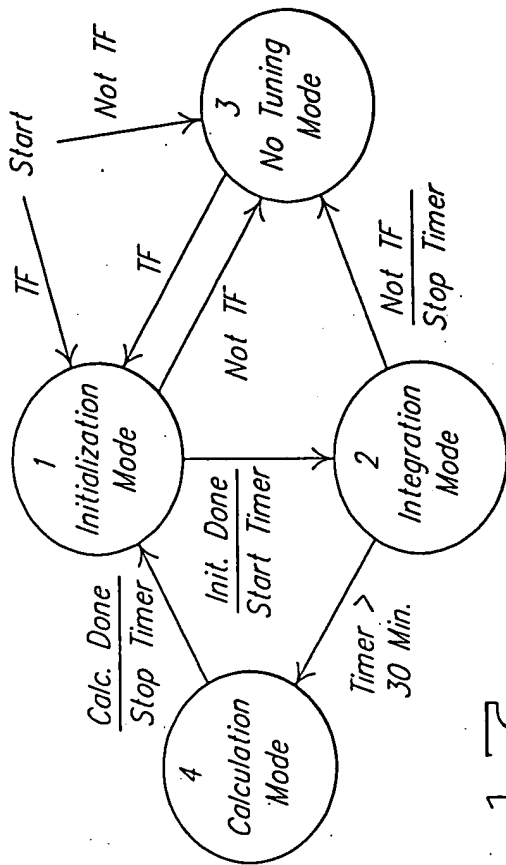 Start
TF
Not TF
1
Initialization
Mode
Calc. Done
Stop Timer
TF
3
No Tuning
Mode
4
Calculation
Mode
Init. Done
Start Timer
Not TF
Timer >
30 Min.
2
Integration
Mode
Not TF
Stop Timer